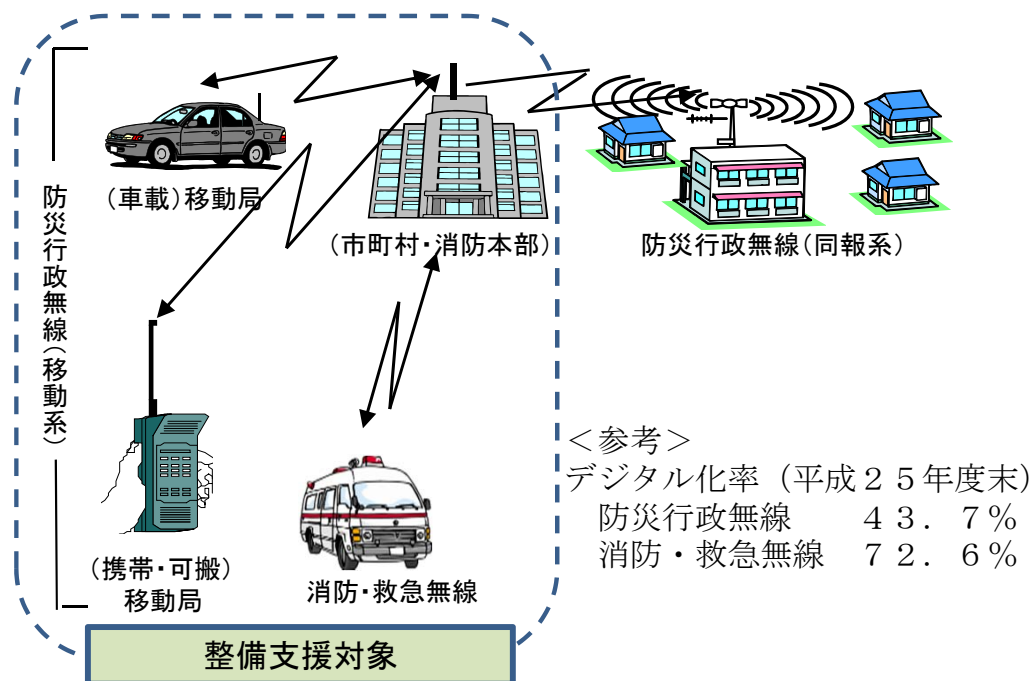 防災行政無線(移動系)
(車載)移動局
(市町村・消防本部)
防災行政無線(同報系)
(携帯・可搬)
移動局
消防・救急無線
<参考>
デジタル化率(平成25年度末)
防災行政無線 43.7%
消防・救急無線 72.6%
整備支援対象